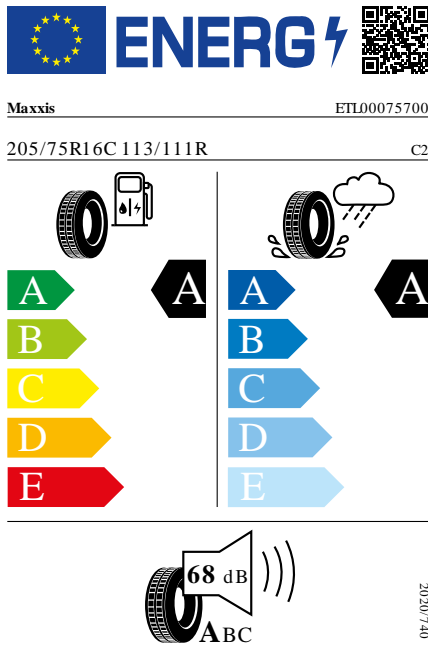 ENERG
Maxxis ETL00075700
205/75R16C 113/111R C2
A A A A
B B
C C
D D
E E
68 dB
ABC
2020/740